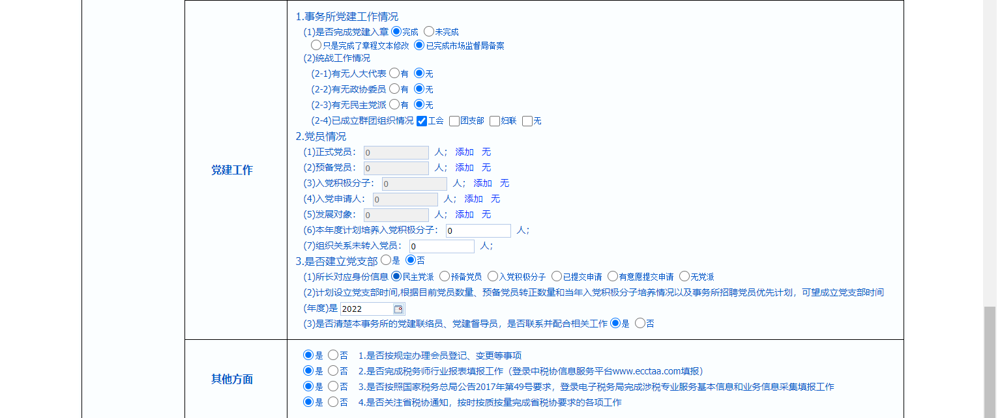 1.事务所党建工作情况
(1)是否完成党建入章 完成 未完成
只是完成了章程文本修改 已完成市场监督局备案
(2)统战工作情况
(2-1)有无人大代表 有 无
(2-2)有无政协委员 有 无
(2-3)有无民主党派 有 无
(2-4)已成立群团组织情况 工会 团支部 妇联 无
2.党员情况
(1)正式党员： 0 人； 添加 无
(2)预备党员： 0 人； 添加 无
党建工作
(3)入党积极分子： 0 人； 添加 无
(4)入党申请人： 0 人； 添加 无
(5)发展对象： 0 人； 添加 无
(6)本年度计划培养入党积极分子： 0 人；
(7)组织关系未转入党员： 0 人；
3.是否建立党支部 是 否
(1)所长对应身份信息 民主党派 预备党员 入党积极分子 已提交申请 有意愿提交申请 无党派
(2)计划设立党支部时间,根据目前党员数量、预备党员转正数量和当年入党积极分子培养情况以及事务所招聘党员优先计划，可望成立党支部时间
(年度)是 2022
(3)是否清楚本事务所的党建联络员、党建督导员，是否联系并配合相关工作 是 否
其他方面
是 否 1.是否按规定办理会员登记、变更等事项
是 否 2.是否完成税务师行业报表填报工作（登录中税协信息服务平台www.ecctaa.com填报）
是 否 3.是否按照国家税务总局公告2017年第49号要求，登录电子税务局完成涉税专业服务基本信息和业务信息采集填报工作
是 否 4.是否关注省税协通知，按时按质按量完成省税协要求的各项工作